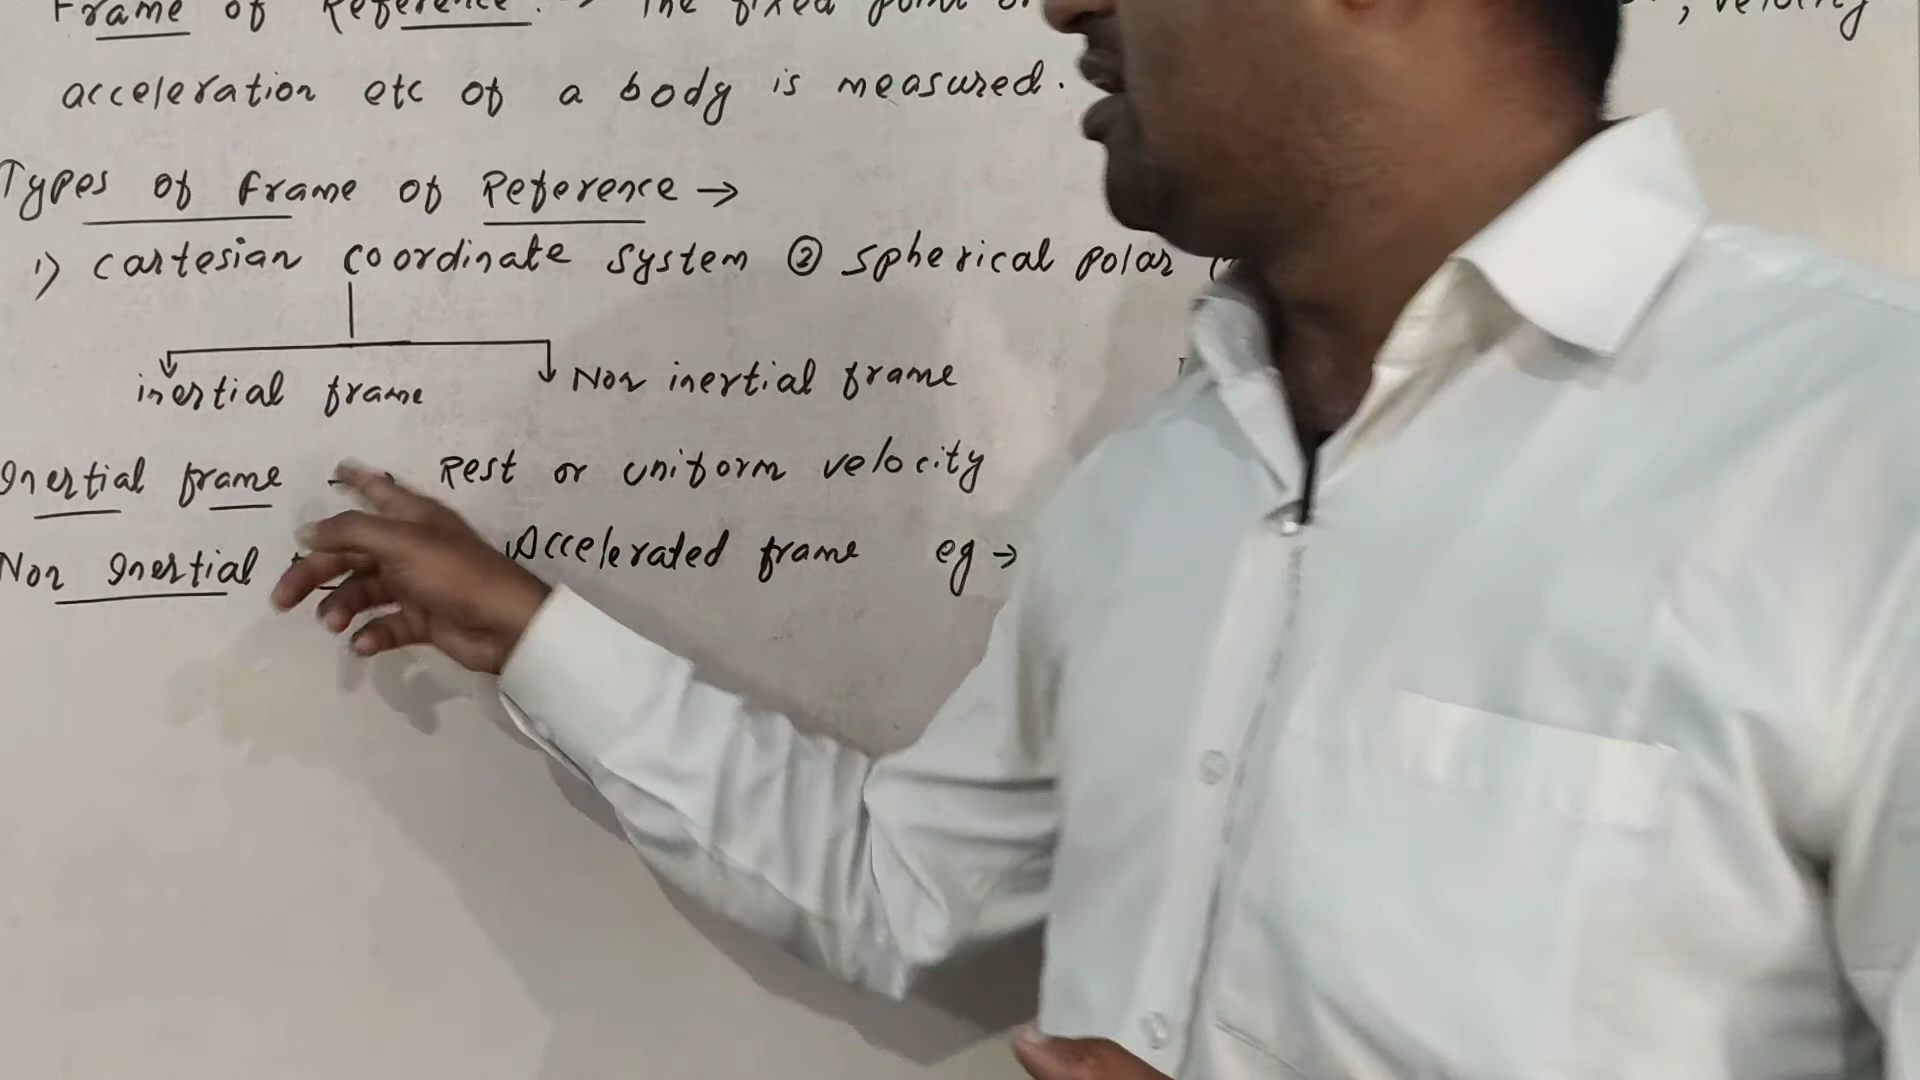 Frame of Reference : → The fixed point , velocity
acceleration etc of a body is measured.
Types of Frame of Reference →
1) cartesian coordinate system ② spherical polar
inertial frame Non inertial frame
Inertial frame → Rest or uniform velocity
Non Inertial Accelerated frame eg →